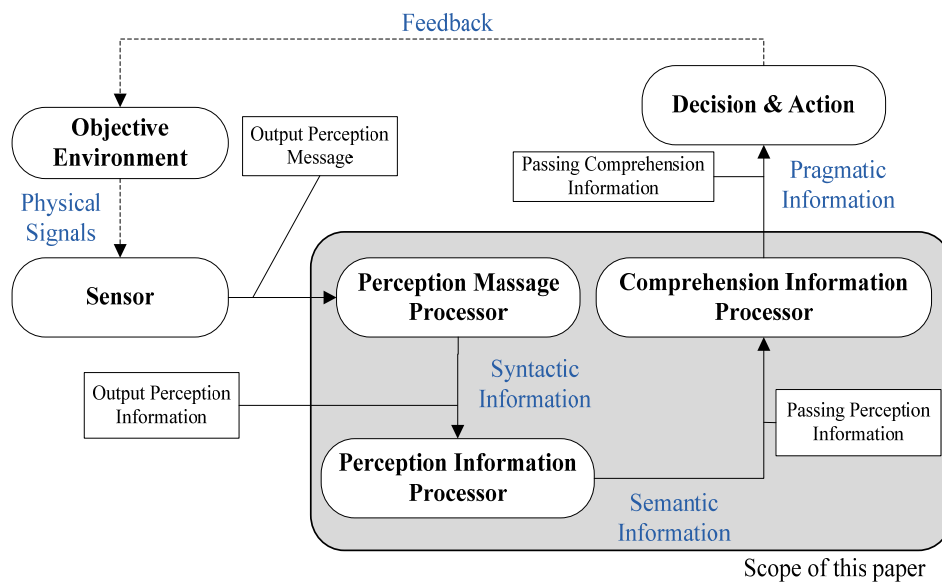 Feedback
Objective
Environment
Output Perception
Message
Decision & Action
Passing Comprehension
Information
Pragmatic
Information
Physical
Signals
Sensor
Perception Massage
Processor
Comprehension Information
Processor
Output Perception
Information
Syntactic
Information
Passing Perception
Information
Perception Information
Processor
Semantic
Information
Scope of this paper